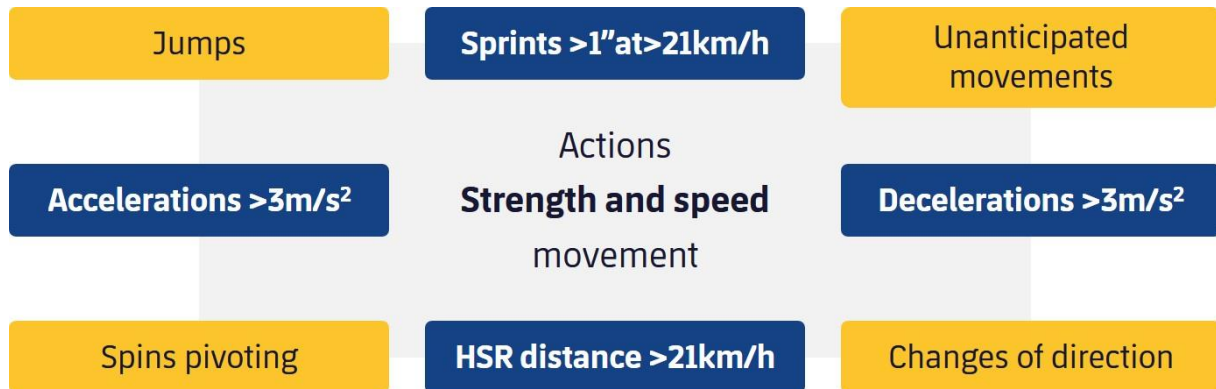 Jumps
Sprints >1”at>21km/h
Unanticipated
movements
Actions
Accelerations >3m/s²
Strength and speed
Decelerations >3m/s²
movement
Spins pivoting
HSR distance >21km/h
Changes of direction